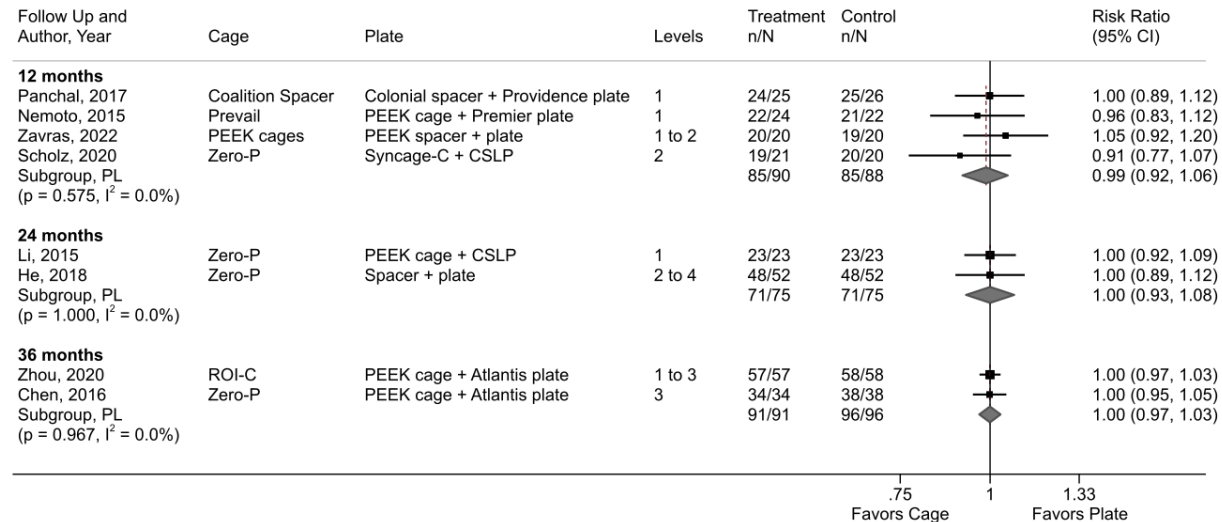 Follow Up and Author, Year Cage Plate Levels Treatment n/N Control n/N Risk Ratio (95% CI)
12 months
Panchal, 2017 Coalition Spacer Colonial spacer + Providence plate 1 24/25 25/26 1.00 (0.89, 1.12)
Nemoto, 2015 Prevail PEEK cage + Premier plate 1 22/24 21/22 0.96 (0.83, 1.12)
Zavras, 2022 PEEK cages PEEK spacer + plate 1 to 2 20/20 19/20 1.05 (0.92, 1.20)
Scholz, 2020 Zero-P Syncage-C + CSLP 2 19/21 20/20 0.91 (0.77, 1.07)
Subgroup, PL 85/90 85/88 0.99 (0.92, 1.06)
(p = 0.575, I² = 0.0%)
24 months
Li, 2015 Zero-P PEEK cage + CSLP 1 23/23 23/23 1.00 (0.92, 1.09)
He, 2018 Zero-P Spacer + plate 2 to 4 48/52 48/52 1.00 (0.89, 1.12)
Subgroup, PL 71/75 71/75 1.00 (0.93, 1.08)
(p = 1.000, I² = 0.0%)
36 months
Zhou, 2020 ROI-C PEEK cage + Atlantis plate 1 to 3 57/57 58/58 1.00 (0.97, 1.03)
Chen, 2016 Zero-P PEEK cage + Atlantis plate 3 34/34 38/38 1.00 (0.95, 1.05)
Subgroup, PL 91/91 96/96 1.00 (0.97, 1.03)
(p = 0.967, I² = 0.0%)
.75 1 1.33
Favors Cage Favors Plate